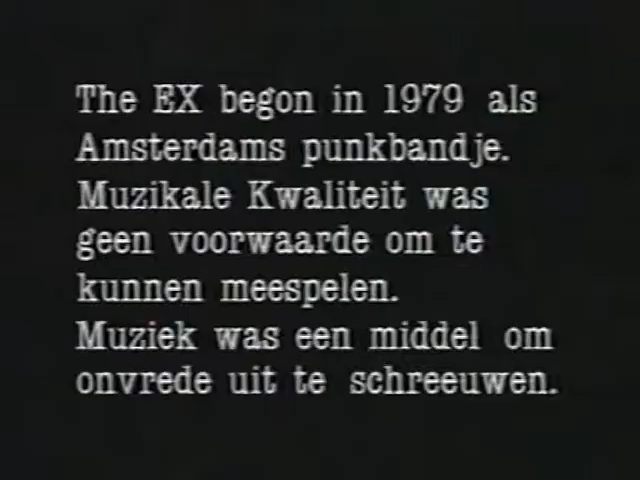 The EX begon in 1979 als
Amsterdams punkbandje.
Muzikale Kwaliteit was
geen voorwaarde om te
kunnen meespelen.
Muziek was een middel om
onvrede uit te schreeuwen.